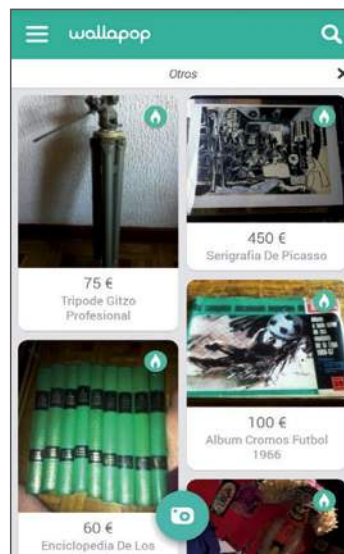 wallapop
Otros
75 €
Tripode Gitzo
Profesional
450 €
Serigrafia De Picasso
100 €
Album Cromos Futbol
1966
60 €
Enciclopedia De Los